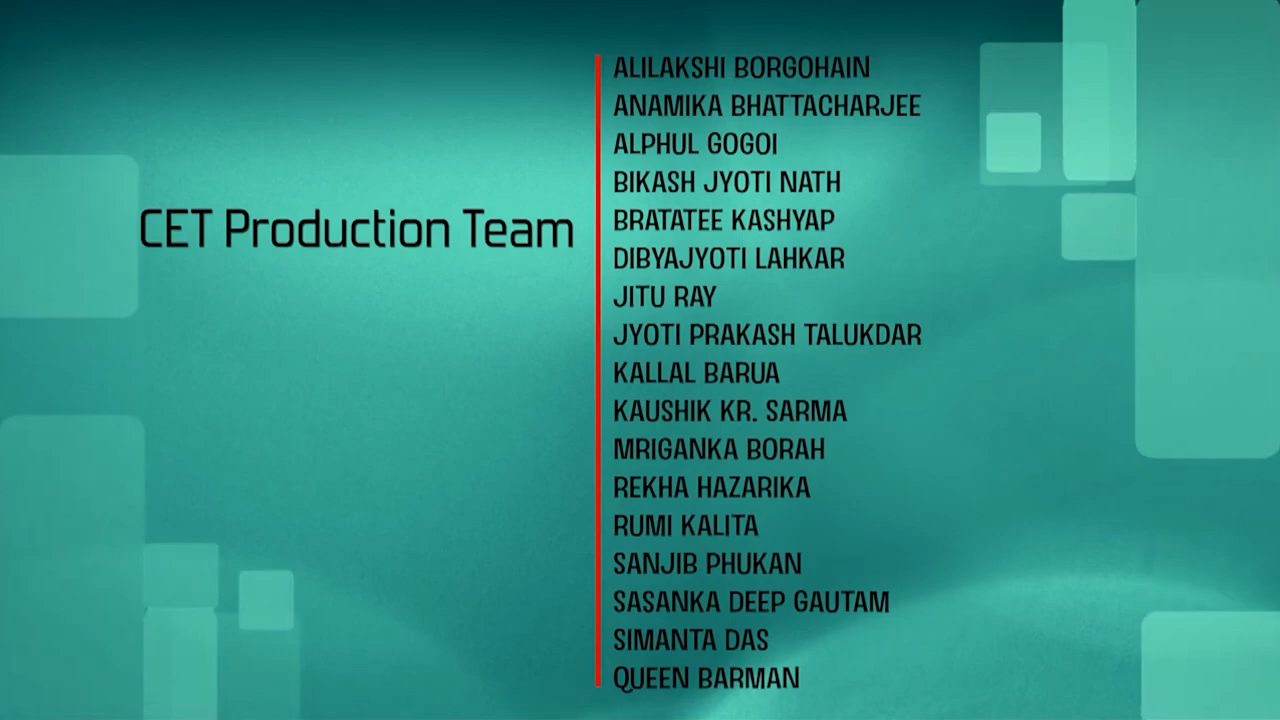 CET Production Team
ALILAKSHI BORGOHAIN
ANAMIKA BHATTACHARJEE
ALPHUL GOGOI
BIKASH JYOTI NATH
BRATATEE KASHYAP
DIBYAJYOTI LAHKAR
JITU RAY
JYOTI PRAKASH TALUKDAR
KALLAL BARUA
KAUSHIK KR. SARMA
MRIGANKA BORAH
REKHA HAZARIKA
RUMI KALITA
SANJIB PHUKAN
SASANKA DEEP GAUTAM
SIMANTA DAS
QUEEN BARMAN